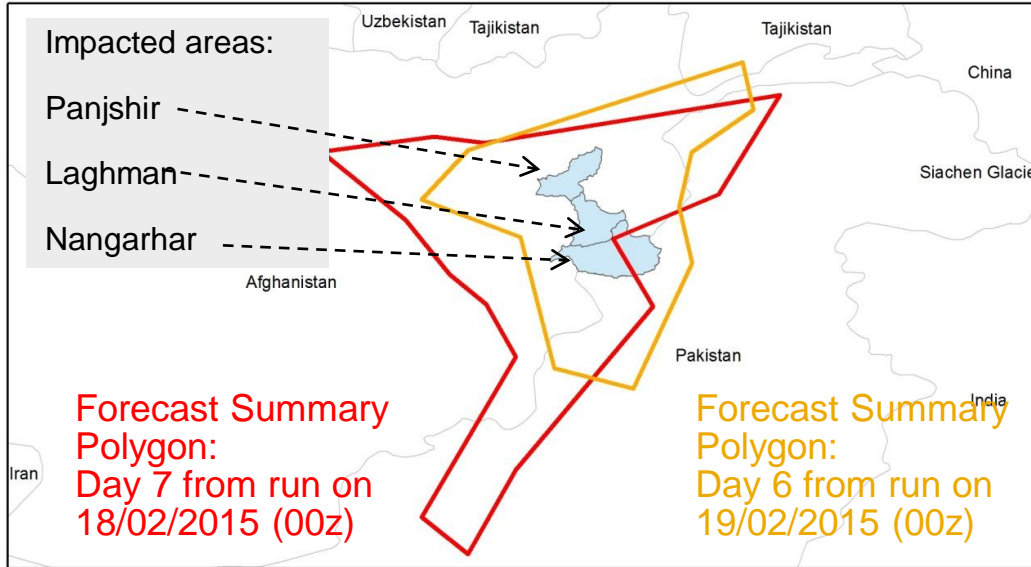 Uzbekistan
Tajikistan
Tajikistan
China
Siachen Glacie
Impacted areas:
Panjshir
Laghman
Nangarhar
Afghanistan
Pakistan
India
Iran
Forecast Summary
Polygon:
Day 7 from run on
18/02/2015 (00z)
Forecast Summary
Polygon:
Day 6 from run on
19/02/2015 (00z)